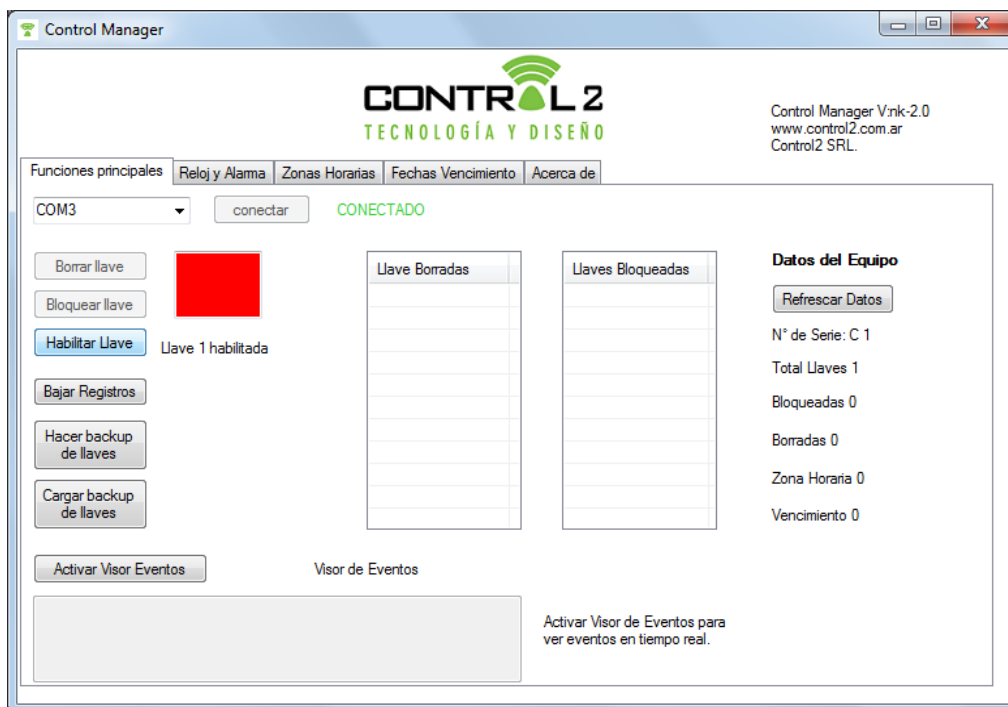 Control Manager
CONTROL 2
TECNOLOGÍA Y DISEÑO
Control Manager V:nk-2.0
www.control2.com.ar
Control2 SRL.
Funciones principales
Reloj y Alarma
Zonas Horarias
Fechas Vencimiento
Acerca de
COM3
conectar
CONECTADO
Borrar llave
Bloquear llave
Habilitar Llave
Llave 1 habilitada
Bajar Registros
Hacer backup
de llaves
Cargar backup
de llaves
Llave Borradas
Llaves Bloqueadas
Datos del Equipo
Refrescar Datos
N° de Serie: C 1
Total Llaves 1
Bloqueadas 0
Borradas 0
Zona Horaria 0
Vencimiento 0
Activar Visor Eventos
Visor de Eventos
Activar Visor de Eventos para
ver eventos en tiempo real.